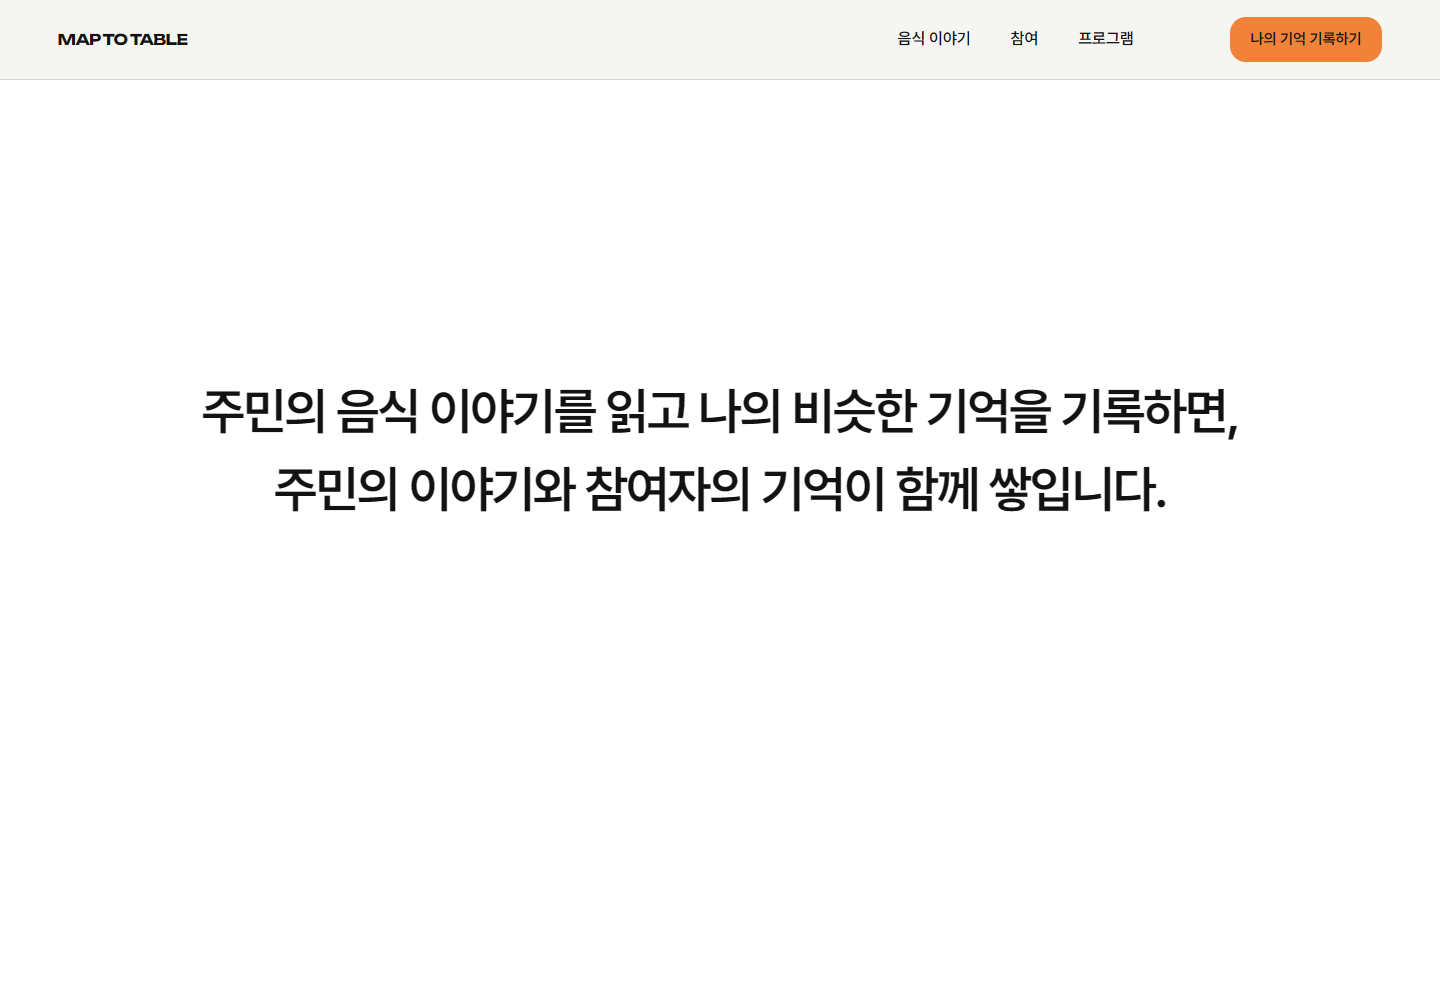 MAP TO TABLE
음식 이야기
참여
프로그램
나의 기억 기록하기
주민의 음식 이야기를 읽고 나의 비슷한 기억을 기록하면,
주민의 이야기와 참여자의 기억이 함께 쌓입니다.